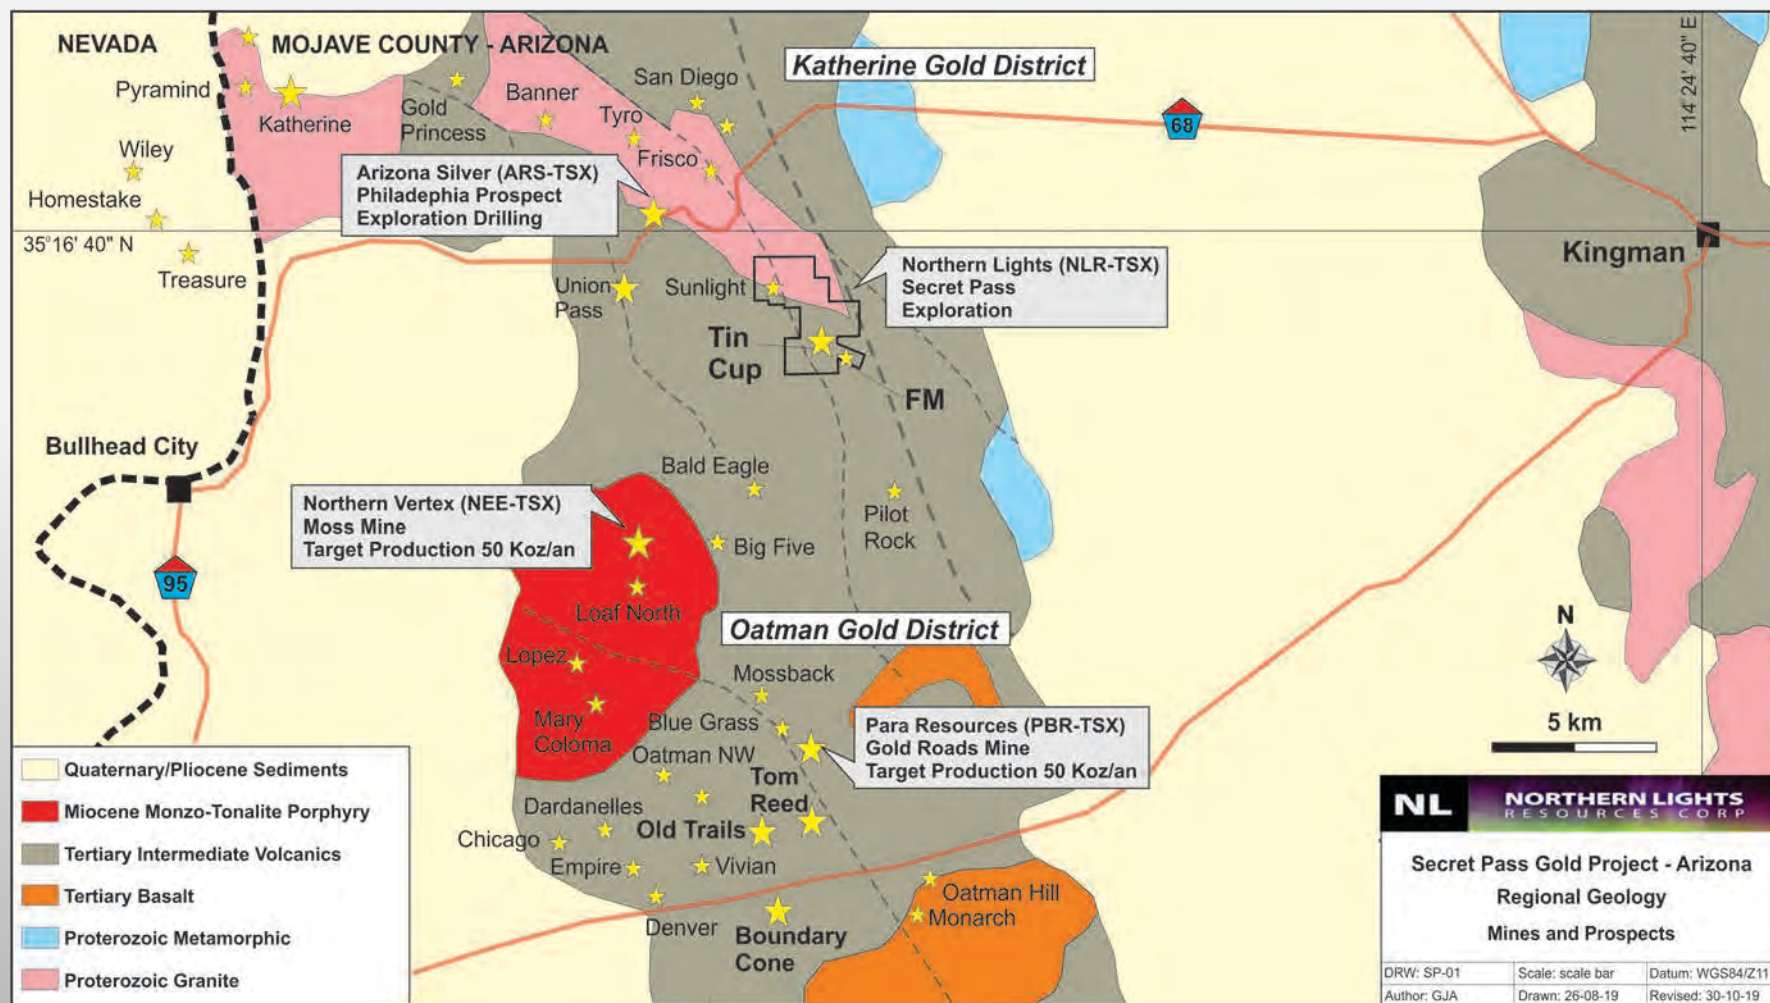 NEVADA
MOJAVE COUNTY - ARIZONA
Katherine Gold District
114° 24' 40" E
Pyramind
Katherine
Gold
Princess
Banner
San Diego
Tyro
Frisco
68
Wiley
Homestake
Treasure
35°16' 40" N
Arizona Silver (ARS-TSX)
Philadephia Prospect
Exploration Drilling
Northern Lights (NLR-TSX)
Secret Pass
Exploration
Kingman
Union
Pass
Sunlight
Tin
Cup
FM
Bullhead City
95
Bald Eagle
Pilot
Rock
Big Five
Northern Vertex (NEE-TSX)
Moss Mine
Target Production 50 Koz/an
Loaf North
Lopez
Mary
Coloma
Oatman Gold District
Mossback
Blue Grass
Oatman NW
Para Resources (PBR-TSX)
Gold Roads Mine
Target Production 50 Koz/an
Tom
Reed
Dardanelles
Old Trails
Chicago
Empire
Vivian
Denver
Boundary
Cone
Oatman Hill
Monarch
N
5 km
Quaternary/Pliocene Sediments
Miocene Monzo-Tonalite Porphyry
Tertiary Intermediate Volcanics
Tertiary Basalt
Proterozoic Metamorphic
Proterozoic Granite
NL
NORTHERN LIGHTS
RESOURCES CORP
Secret Pass Gold Project - Arizona
Regional Geology
Mines and Prospects
DRW: SP-01
Scale: scale bar
Datum: WGS84/Z11
Author: GJA
Drawn: 26-08-19
Revised: 30-10-19